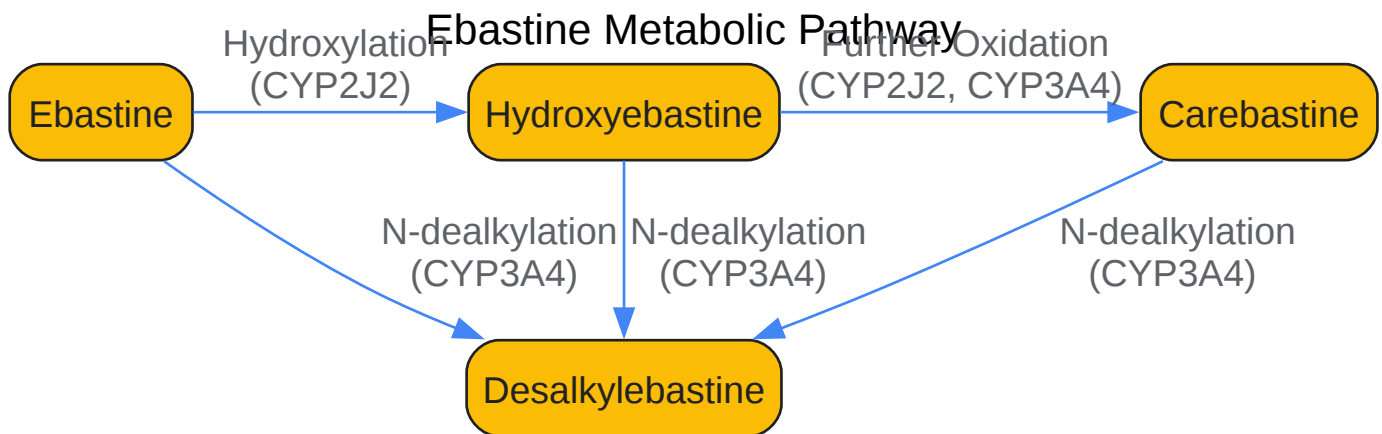 Ebastine Metabolic Pathway
Hydroxylation
(CYP2J2)
Further Oxidation
(CYP2J2, CYP3A4)
Ebastine
Hydroxyebastine
Carebastine
N-dealkylation
(CYP3A4)
N-dealkylation
(CYP3A4)
N-dealkylation
(CYP3A4)
Desalkylebastine